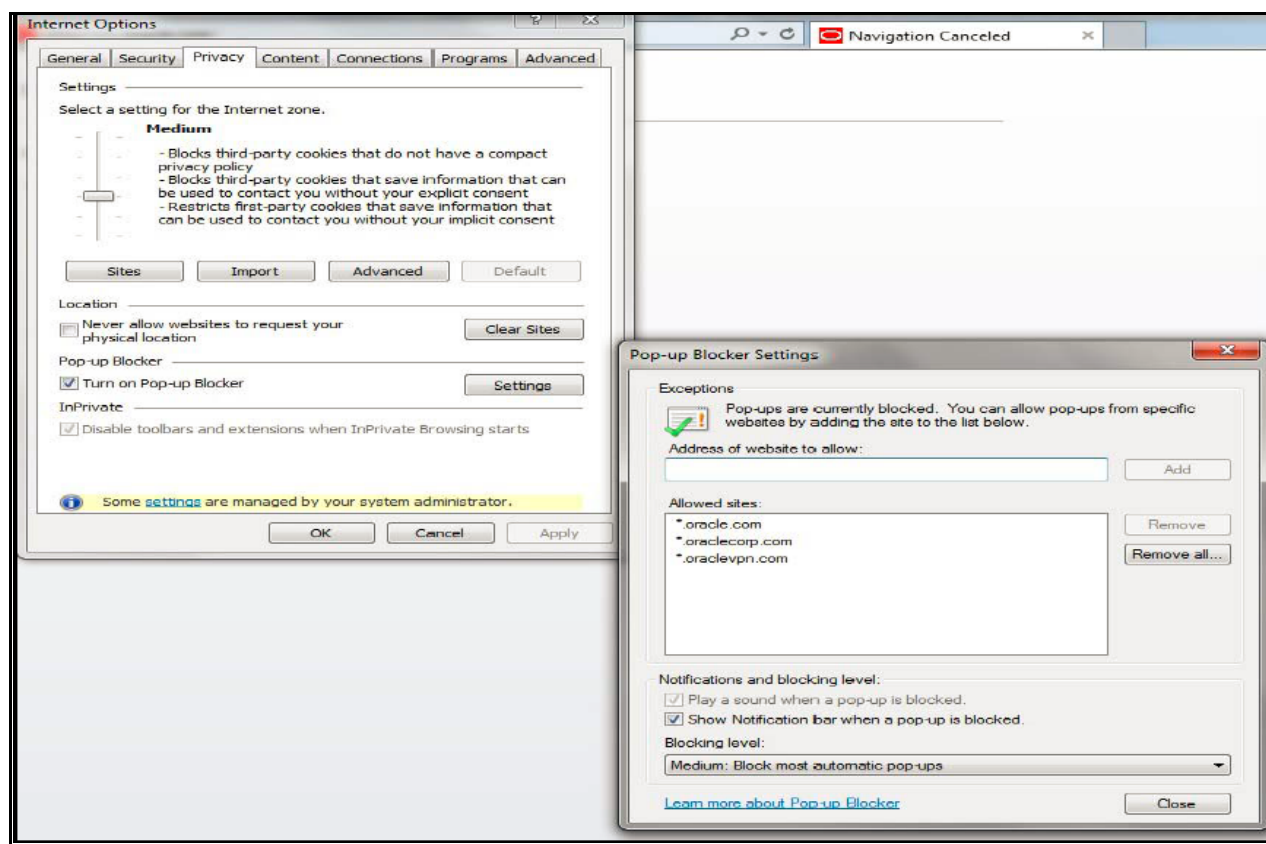 Internet Options
Navigation Canceled
General Security Privacy Content Connections Programs Advanced
Settings
Select a setting for the Internet zone.
Medium
- Blocks third-party cookies that do not have a compact
privacy policy
- Blocks third-party cookies that save information that can
be used to contact you without your explicit consent
- Restricts first-party cookies that save information that
can be used to contact you without your implicit consent
Sites Import Advanced Default
Location
Never allow websites to request your
physical location
Clear Sites
Pop-up Blocker
Turn on Pop-up Blocker
Settings
InPrivate
Disable toolbars and extensions when InPrivate Browsing starts
Some settings are managed by your system administrator.
OK Cancel Apply
Pop-up Blocker Settings
Exceptions
Pop-ups are currently blocked. You can allow pop-ups from specific
websites by adding the site to the list below.
Address of website to allow:
Add
Allowed sites:
*.oracle.com
*.oraclecorp.com
*.oraclevpn.com
Remove
Remove all...
Notifications and blocking level:
Play a sound when a pop-up is blocked.
Show Notification bar when a pop-up is blocked.
Blocking level:
Medium: Block most automatic pop-ups
Learn more about Pop-up Blocker
Close